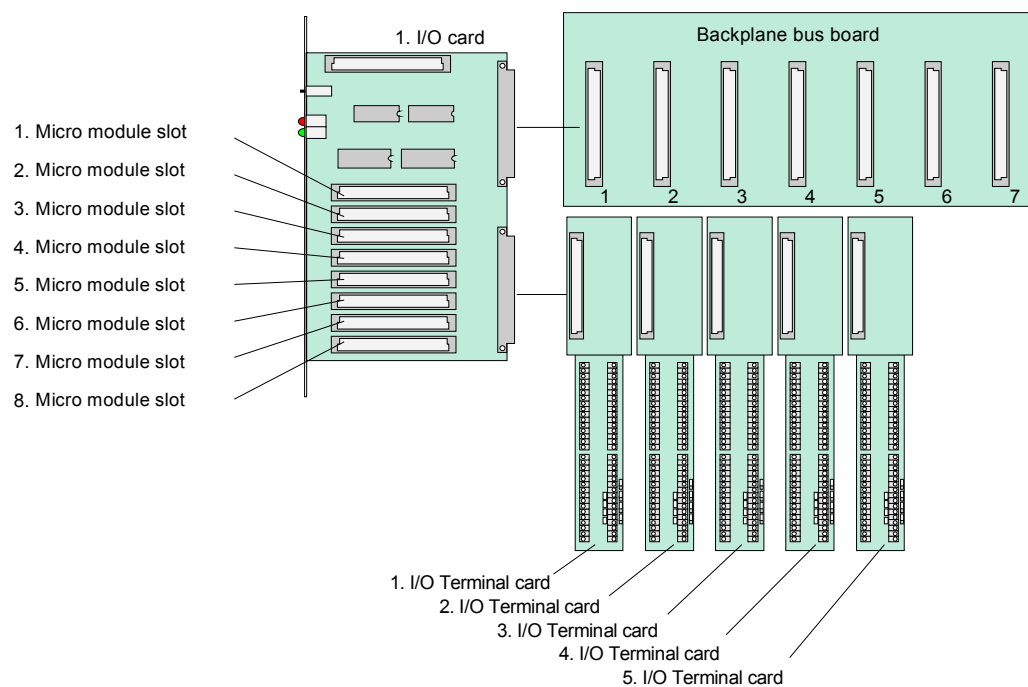 1. I/O card
Backplane bus board
1 2 3 4 5 6 7
1. Micro module slot
2. Micro module slot
3. Micro module slot
4. Micro module slot
5. Micro module slot
6. Micro module slot
7. Micro module slot
8. Micro module slot
1. I/O Terminal card
2. I/O Terminal card
3. I/O Terminal card
4. I/O Terminal card
5. I/O Terminal card